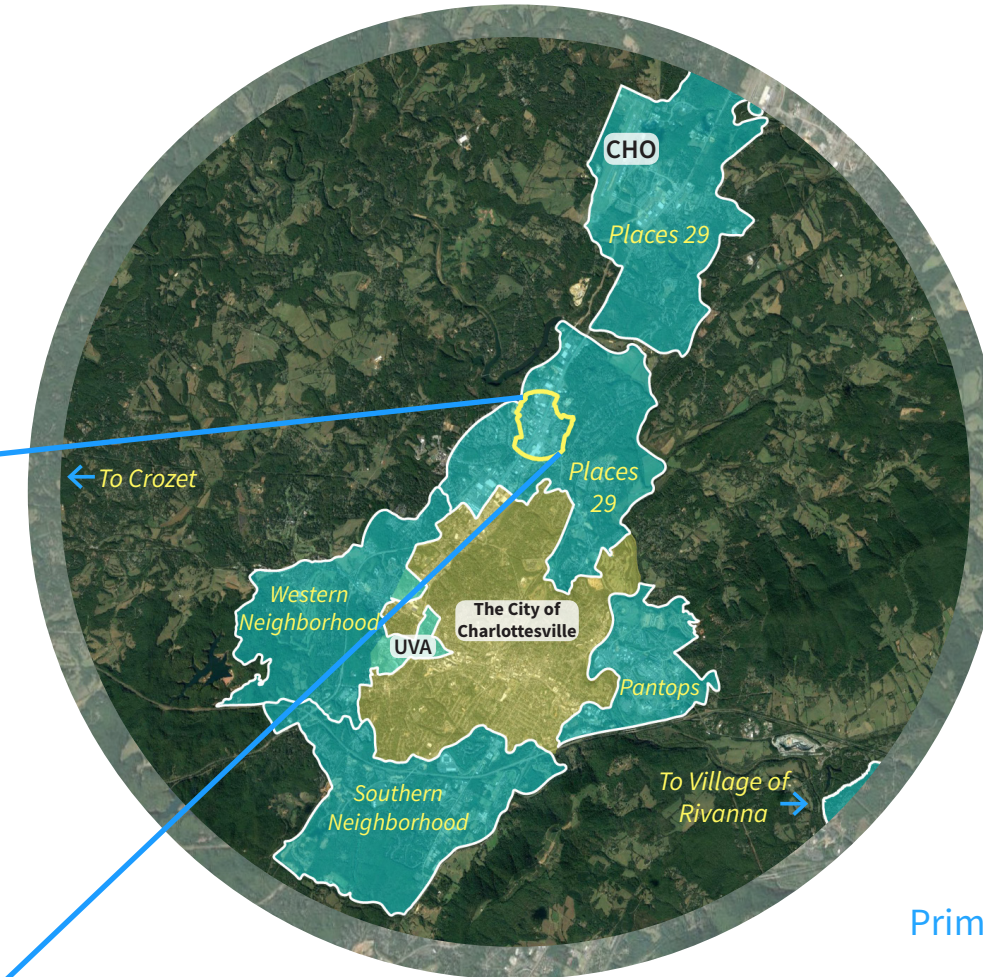 CHO
Places 29
To Crozet
Places
29
Western
Neighborhood
The City of
Charlottesville
UVA
Pantops
To Village of
Rivanna
Southern
Neighborhood
Prim